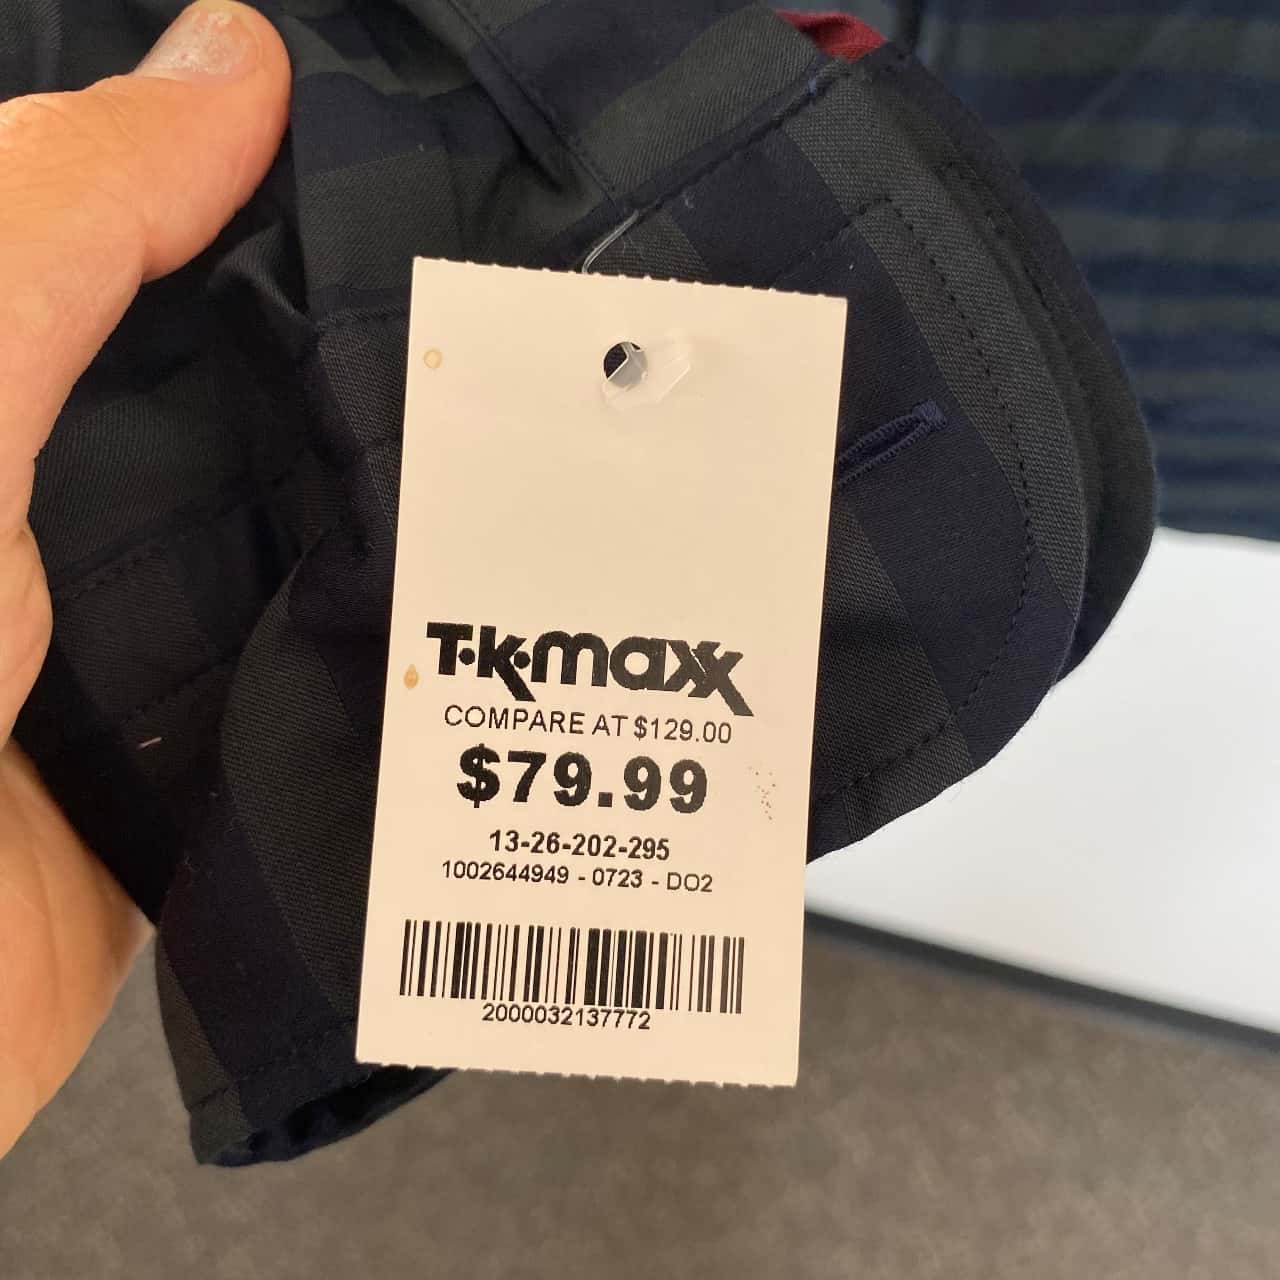 T·K·maxx
COMPARE AT $129.00
$79.99
13-26-202-295
1002644949 - 0723 - DO2
2000032137772